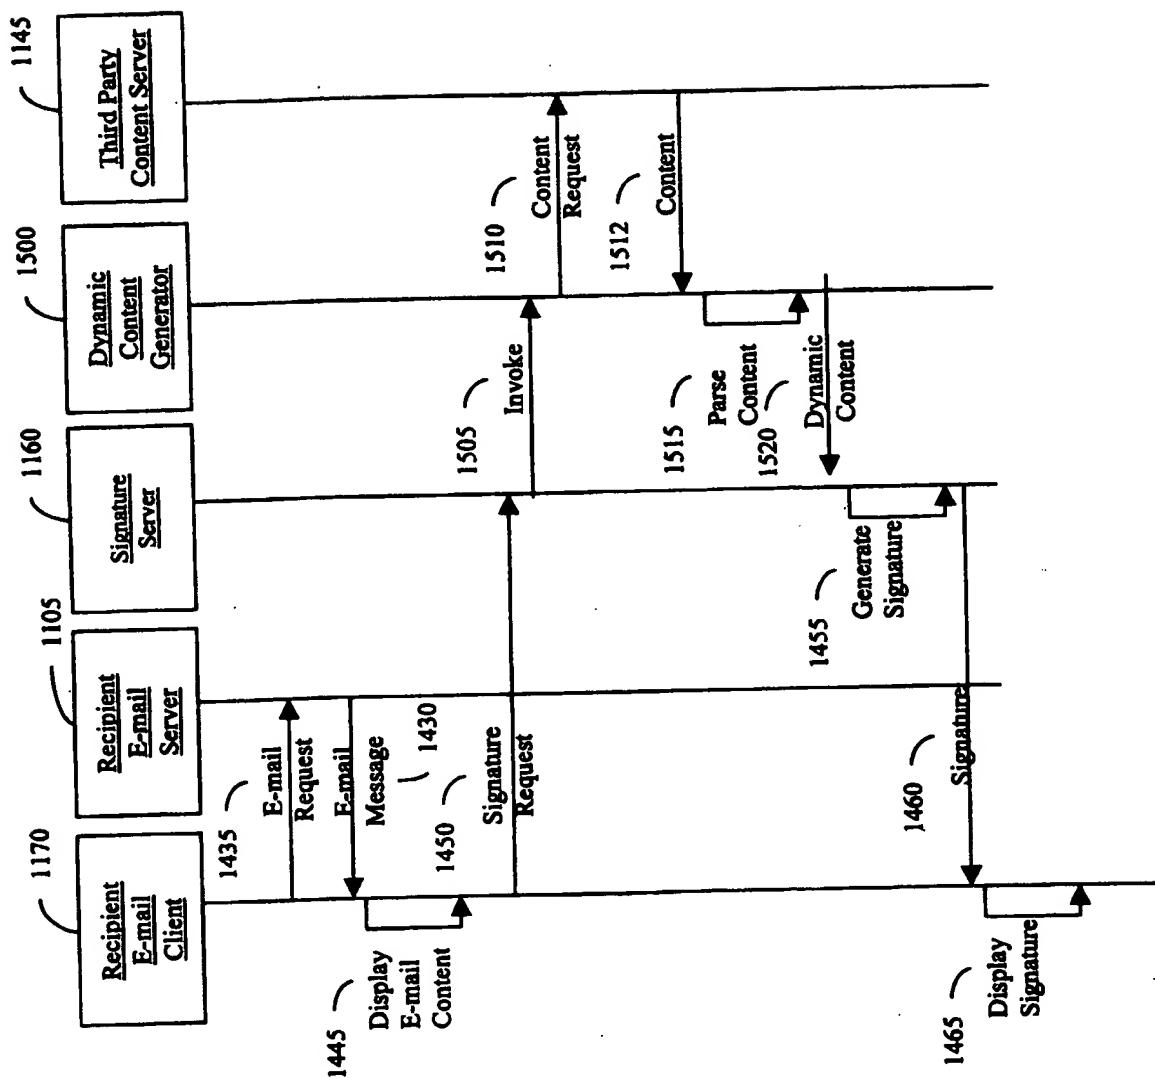 1170
Recipient
E-mail
Client
1105
Recipient
E-mail
Server
1160
Signature
Server
1500
Dynamic
Content
Generator
1145
Third Party
Content Server
1435
E-mail
Request
E-mail
Message
1430
1445
Display
E-mail
Content
1450
Signature
Request
1505
Invoke
1510
Content
Request
1512
Content
1515
Parse
Content
1520
Dynamic
Content
1455
Generate
Signature
1460
Signature
1465
Display
Signature